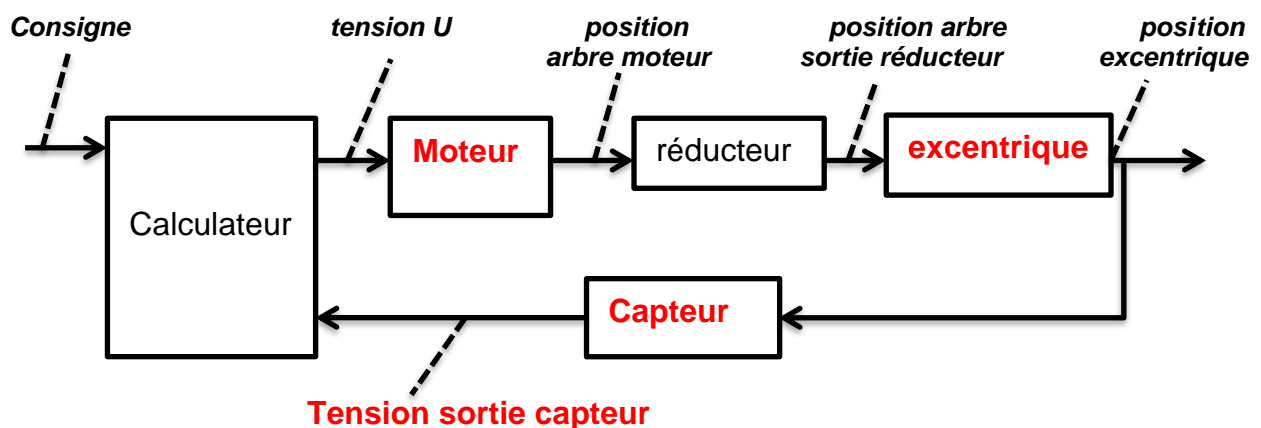 Consigne
tension U
position
arbre moteur
position arbre
sortie réducteur
position
excentrique
Calculateur
Moteur
réducteur
excentrique
Capteur
Tension sortie capteur